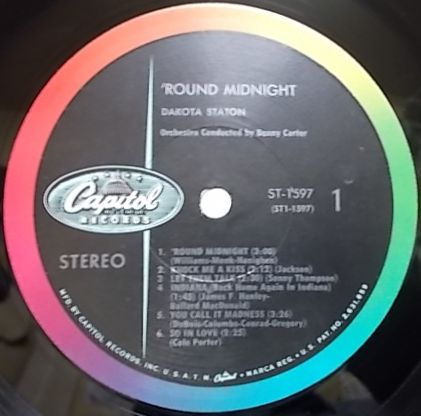 'ROUND MIDNIGHT
DAKOTA STATON
Orchestra Conducted by Benny Carter
Capitol
RECORDS
ST-1597
(ST1-1597)
1
STEREO
1. 'ROUND MIDNIGHT (3:00)
(Williams-Monk-Hanighen)
2. KNOCK ME A KISS (2:12) (Jackson)
3. LET THEM TALK (2:30) (Sonny Thompson)
4. INDIANA (Back Home Again In Indiana)
(1:45) (James F. Hanley-
Ballard MacDonald)
5. YOU CALL IT MADNESS (3:26)
(DuBois-Columbo-Conrad-Gregory)
6. SO IN LOVE (2:25)
(Cole Porter)
MFD. BY CAPITOL RECORDS, INC. U.S.A. T.M. Capitol • MARCA REG. • U.S. PAT. NO. 2,631,859